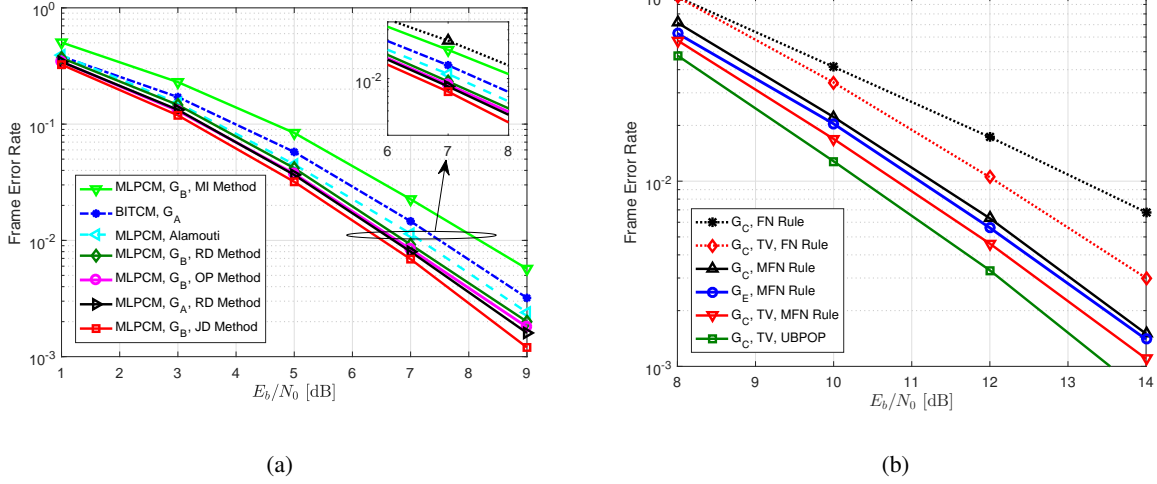 10^0
10^-1
10^-2
10^-3
Frame Error Rate
1 2 3 4 5 6 7 8 9
E_b/N_0 [dB]
10^-2
6 7 8
MLPCM, G_B, MI Method
BITCM, G_A
MLPCM, Alamouti
MLPCM, G_B, RD Method
MLPCM, G_B, OP Method
MLPCM, G_A, RD Method
MLPCM, G_B, JD Method
(a)
10^-2
10^-3
Frame Error Rate
8 9 10 11 12 13 14
E_b/N_0 [dB]
G_C, FN Rule
G_C, TV, FN Rule
G_C, MFN Rule
G_E, MFN Rule
G_C, TV, MFN Rule
G_C, TV, UBPOP
(b)